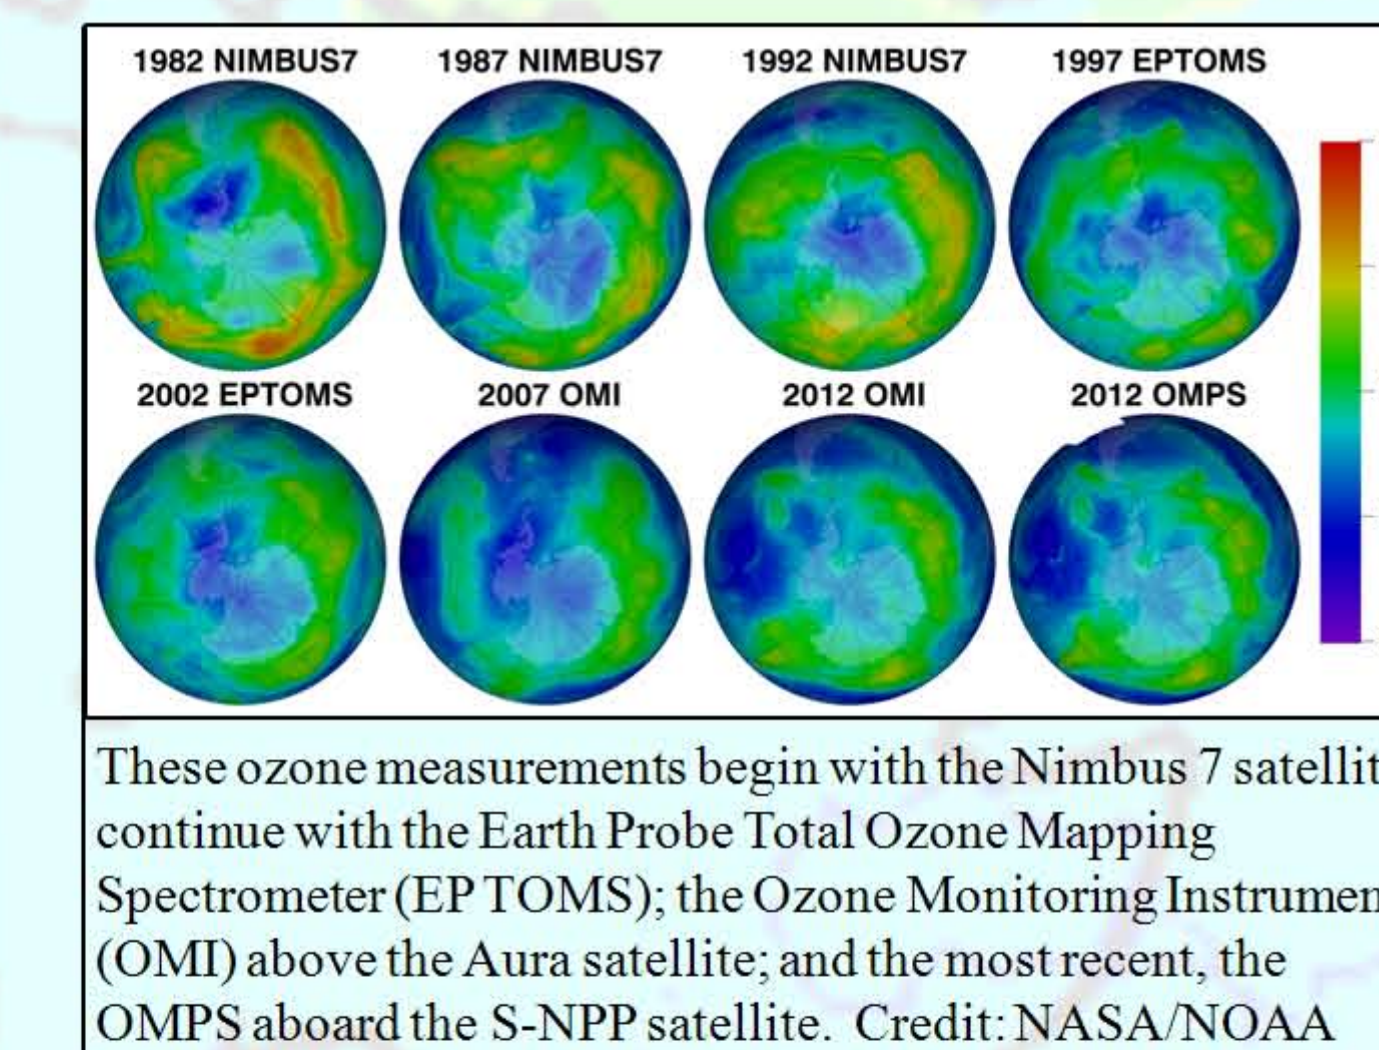 1982 NIMBUS7 1987 NIMBUS7 1992 NIMBUS7 1997 EPTOMS
2002 EPTOMS 2007 OMI 2012 OMI 2012 OMPS
These ozone measurements begin with the Nimbus 7 satellit
continue with the Earth Probe Total Ozone Mapping
Spectrometer (EP TOMS); the Ozone Monitoring Instrumen
(OMI) above the Aura satellite; and the most recent, the
OMPS aboard the S-NPP satellite. Credit: NASA/NOAA